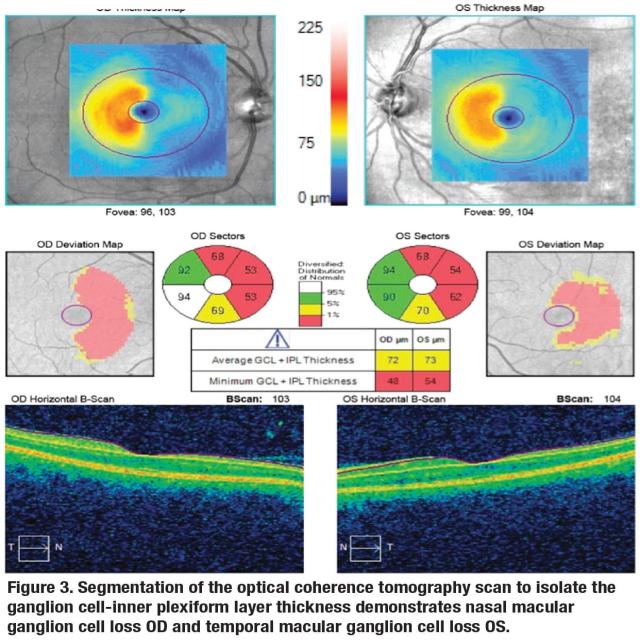 OD Thickness Map
OS Thickness Map
225
150
75
0 µm
Fovea: 96, 103
Fovea: 99, 104
OD Deviation Map
OD Sectors
OS Sectors
OS Deviation Map
68
92
53
94
53
69
Diversified:
Distribution
of Normals
95%
5%
1%
68
94
54
90
62
70
OD µm
OS µm
Average GCL + IPL Thickness
72
73
Minimum GCL + IPL Thickness
48
54
OD Horizontal B-Scan
BScan: 103
OS Horizontal B-Scan
BScan: 104
T N
N T
Figure 3. Segmentation of the optical coherence tomography scan to isolate the
ganglion cell-inner plexiform layer thickness demonstrates nasal macular
ganglion cell loss OD and temporal macular ganglion cell loss OS.